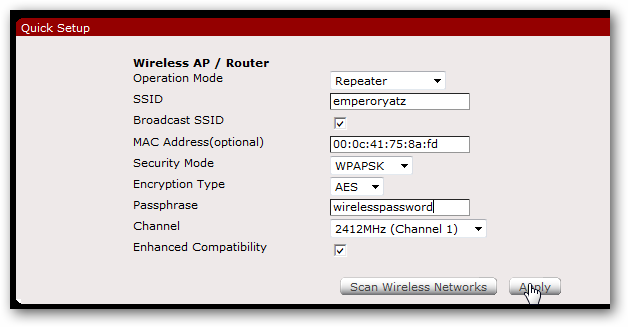 Quick Setup
Wireless AP / Router
Operation Mode Repeater
SSID emperoryatz
Broadcast SSID
MAC Address(optional) 00:0c:41:75:8a:fd
Security Mode WPAPSK
Encryption Type AES
Passphrase wirelesspassword
Channel 2412MHz (Channel 1)
Enhanced Compatibility
Scan Wireless Networks Apply